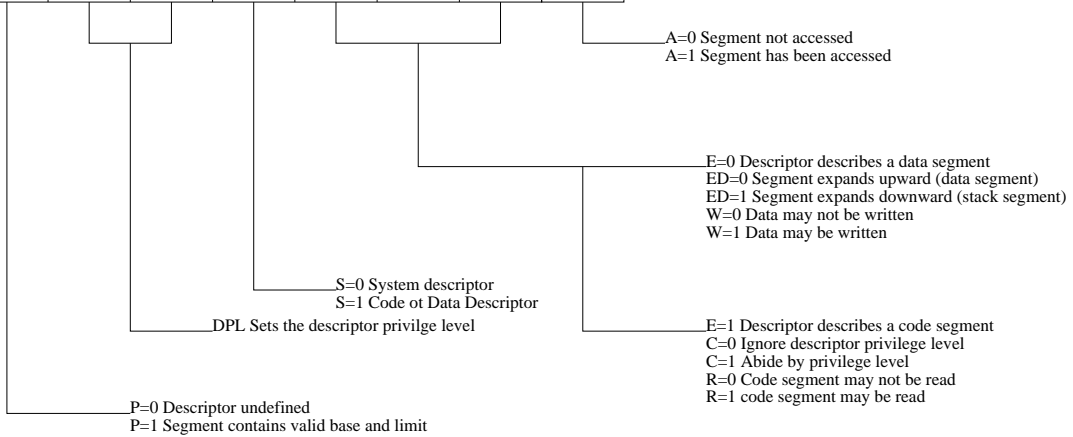 A=0 Segment not accessed
A=1 Segment has been accessed
E=0 Descriptor describes a data segment
ED=0 Segment expands upward (data segment)
ED=1 Segment expands downward (stack segment)
W=0 Data may not be written
W=1 Data may be written
S=0 System descriptor
S=1 Code ot Data Descriptor
DPL Sets the descriptor privilge level
E=1 Descriptor describes a code segment
C=0 Ignore descriptor privilege level
C=1 Abide by privilege level
R=0 Code segment may not be read
R=1 code segment may be read
P=0 Descriptor undefined
P=1 Segment contains valid base and limit